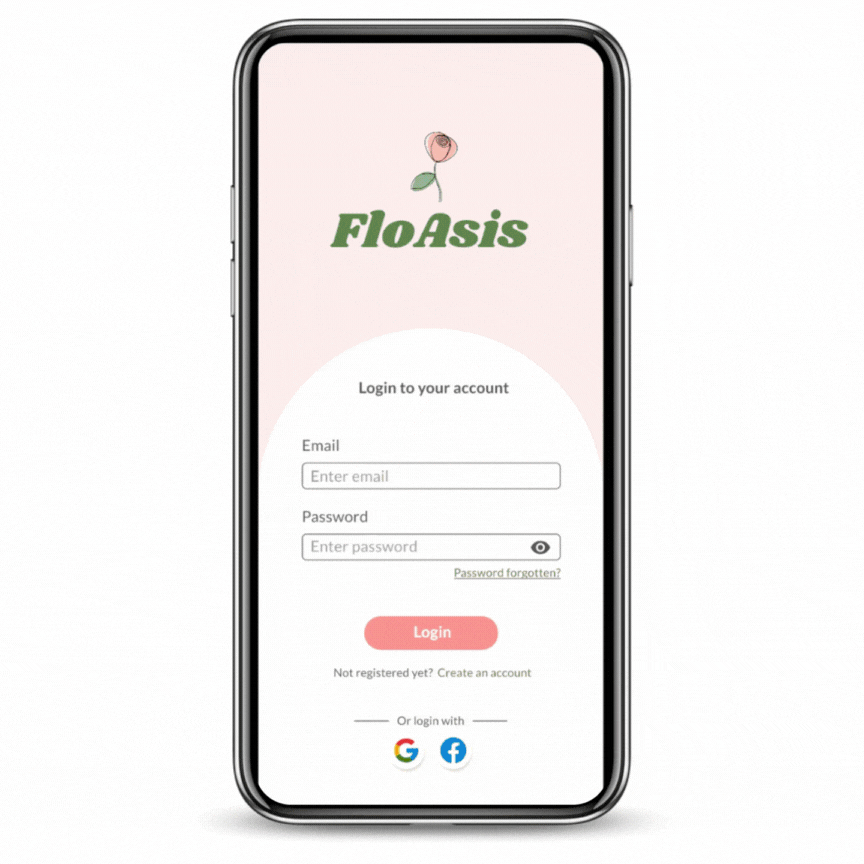 FloAsis
Login to your account
Email
Enter email
Password
Enter password
Password forgotten?
Login
Not registered yet? Create an account
Or login with